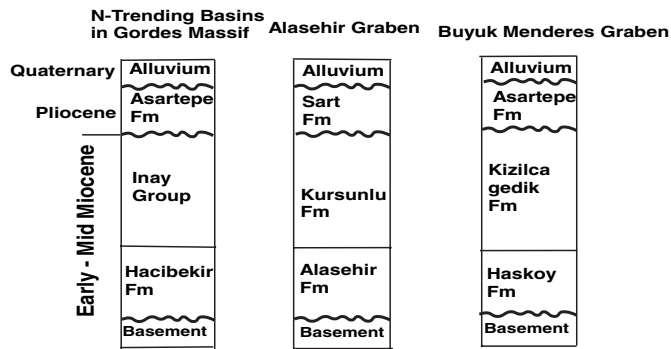 N-Trending Basins
in Gordes Massif
Alasehir Graben
Buyuk Menderes Graben
Quaternary
Alluvium
Alluvium
Alluvium
Pliocene
Asartepe
Fm
Sart
Fm
Asartepe
Fm
Early - Mid Miocene
Inay
Group
Kursunlu
Fm
Kizilca
gedik
Fm
Hacibekir
Fm
Alasehir
Fm
Haskoy
Fm
Basement
Basement
Basement